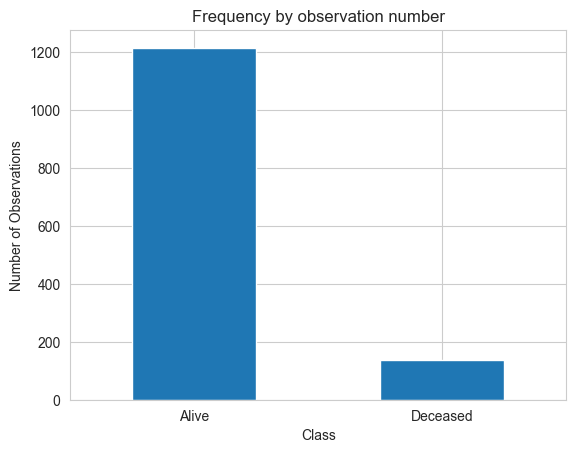 Frequency by observation number
Number of Observations
1200
1000
800
600
400
200
0
Alive
Deceased
Class